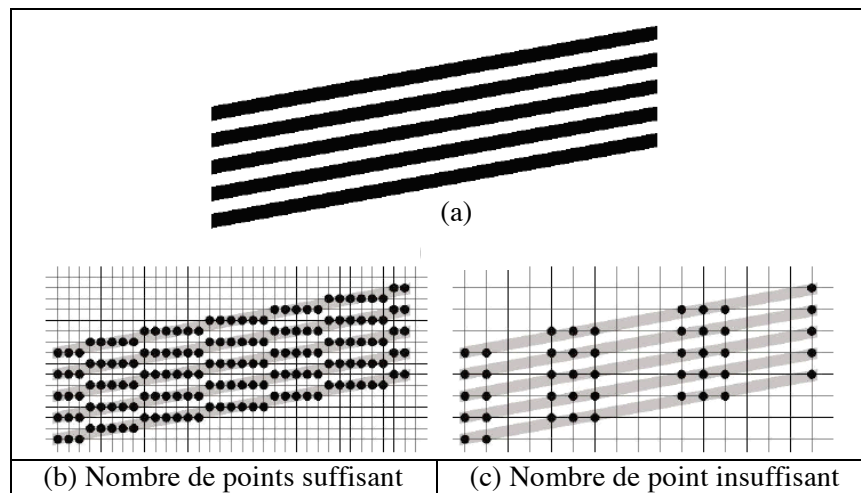 (a)
(b) Nombre de points suffisant
(c) Nombre de point insuffisant